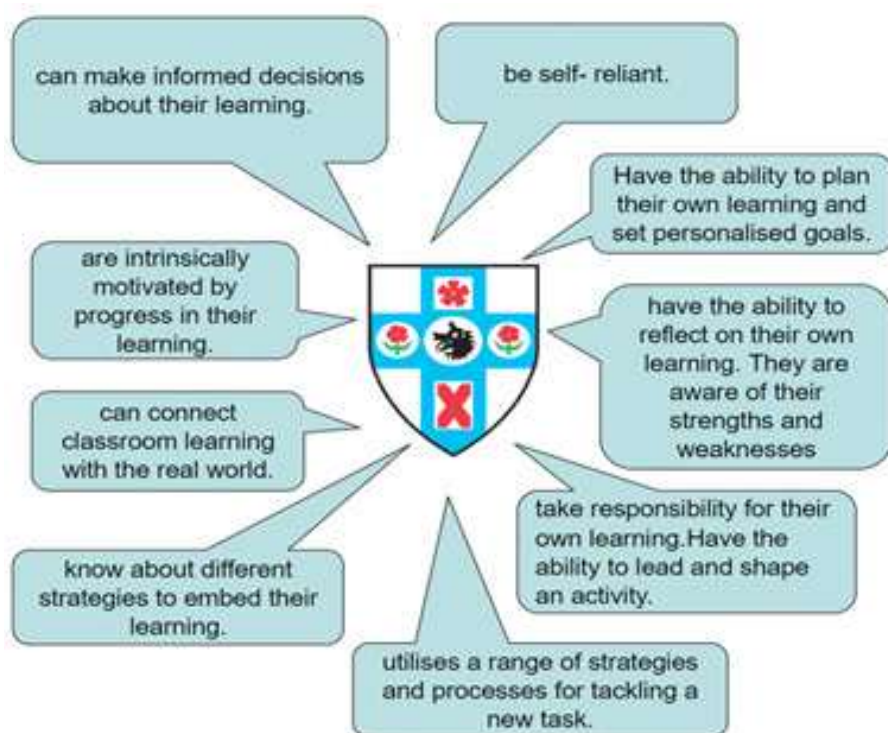 can make informed decisions
about their learning.
be self- reliant.
Have the ability to plan
their own learning and
set personalised goals.
are intrinsically
motivated by
progress in their
learning.
have the ability to
reflect on their own
learning. They are
aware of their
strengths and
weaknesses
can connect
classroom learning
with the real world.
take responsibility for their
own learning.Have the
ability to lead and shape
an activity.
know about different
strategies to embed their
learning.
utilises a range of strategies
and processes for tackling a
new task.